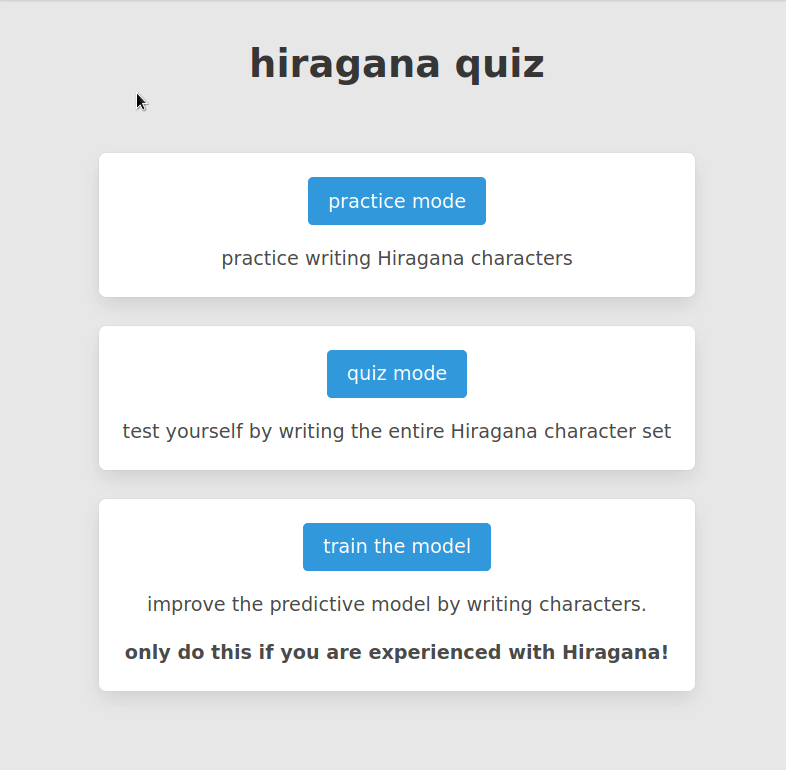 hiragana quiz
practice mode
practice writing Hiragana characters
quiz mode
test yourself by writing the entire Hiragana character set
train the model
improve the predictive model by writing characters.
only do this if you are experienced with Hiragana!